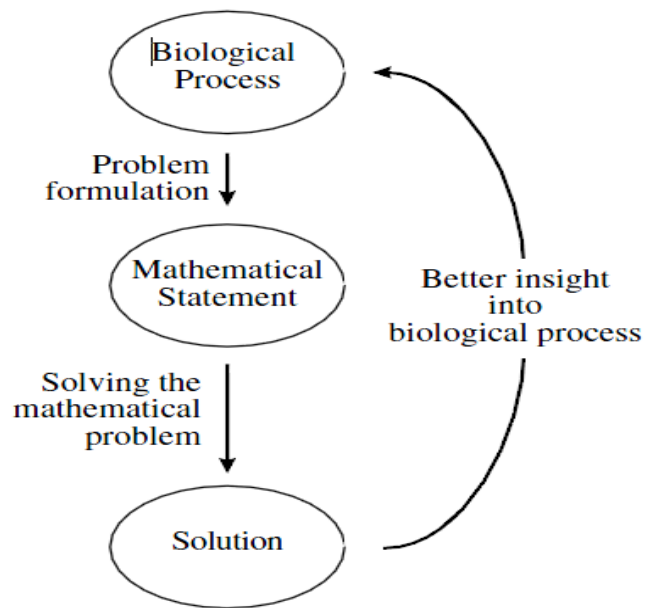 Biological
Process
Problem
formulation
Mathematical
Statement
Better insight
into
biological process
Solving the
mathematical
problem
Solution